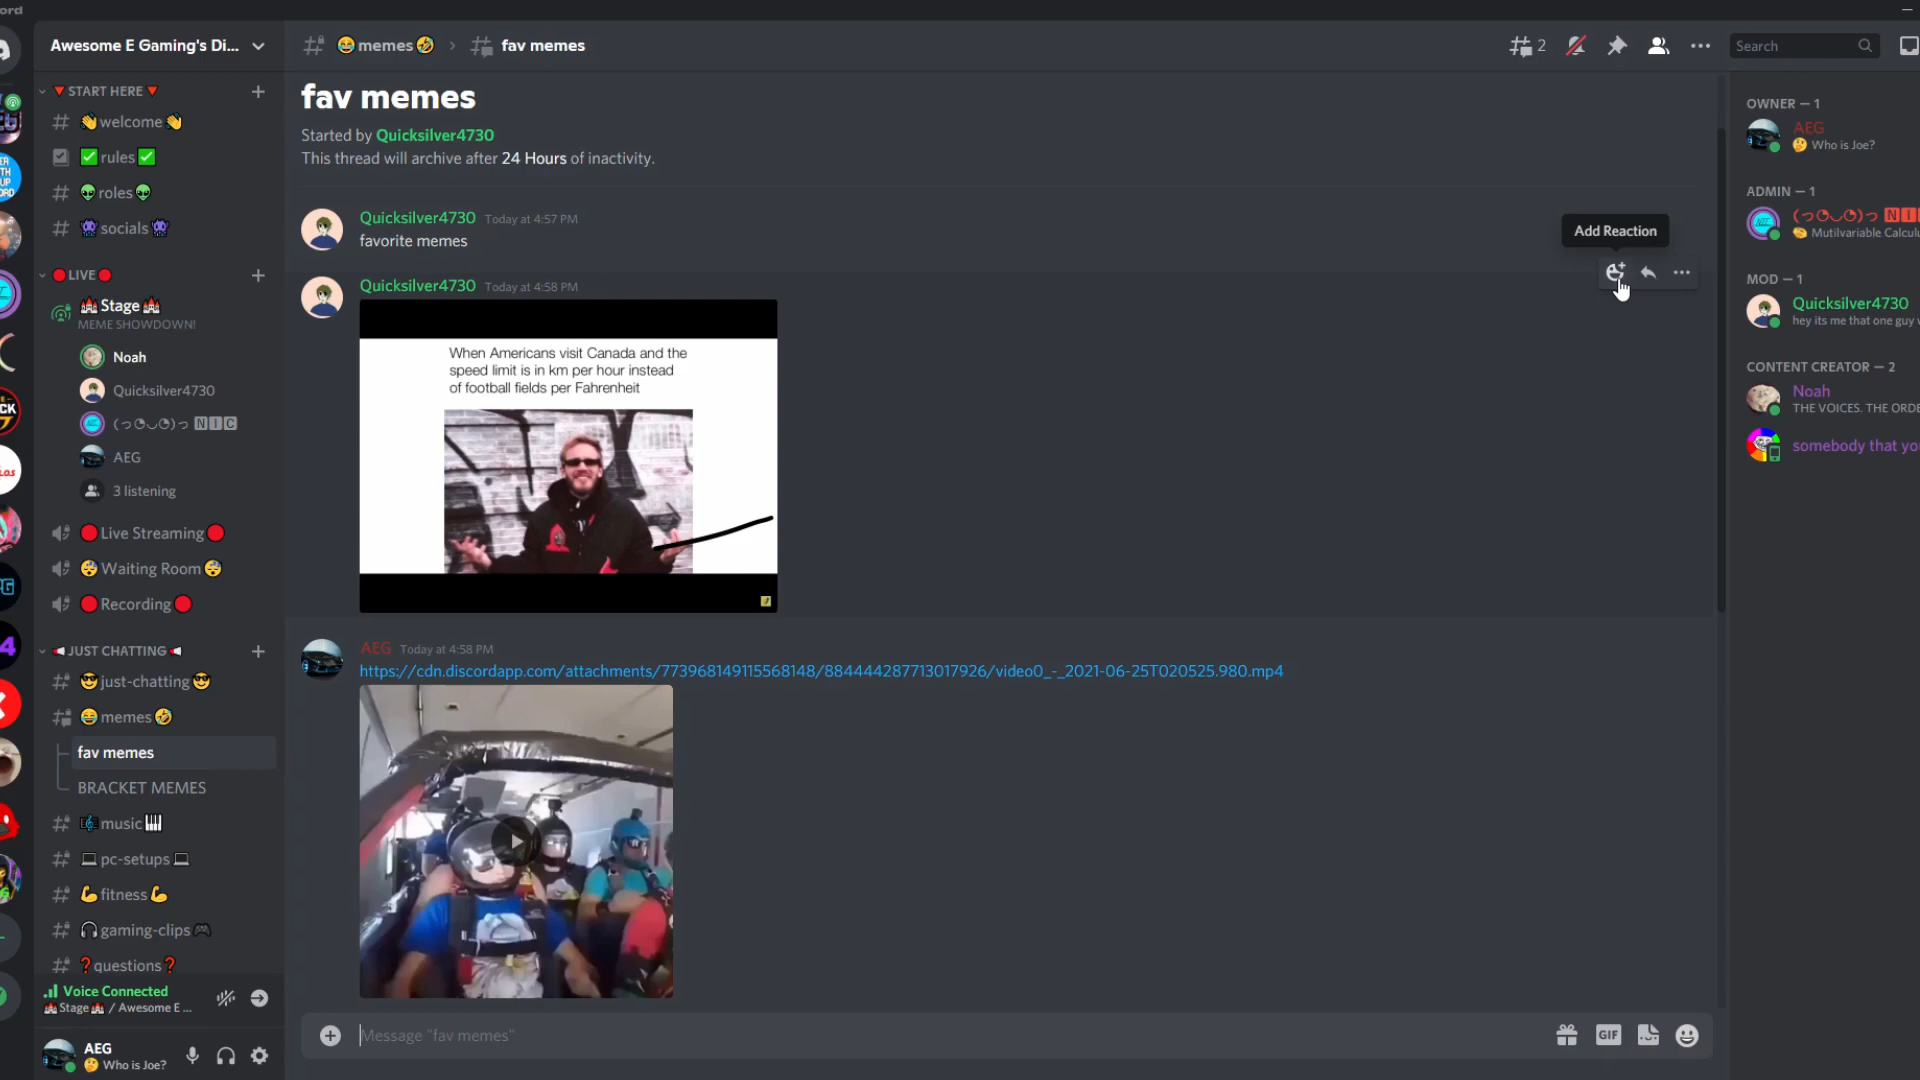 ord
Awesome E Gaming's Di...
START HERE
welcome
rules
roles
socials
LIVE
Stage
MEME SHOWDOWN!
Noah
Quicksilver4730
(っ◔◡◔)っ 🅽🅸🅲
AEG
3 listening
Live Streaming
Waiting Room
Recording
JUST CHATTING
just-chatting
memes
fav memes
BRACKET MEMES
music
pc-setups
fitness
gaming-clips
❓questions❓
Voice Connected
Stage / Awesome E ...
AEG
Who is Joe?
memes > fav memes
2
Search
fav memes
Started by Quicksilver4730
This thread will archive after 24 Hours of inactivity.
Quicksilver4730 Today at 4:57 PM
favorite memes
Add Reaction
Quicksilver4730 Today at 4:58 PM
When Americans visit Canada and the
speed limit is in km per hour instead
of football fields per Fahrenheit
AEG Today at 4:58 PM
https://cdn.discordapp.com/attachments/773968149115568148/884444287713017926/video0_-_2021-06-25T020525.980.mp4
Message "fav memes"
GIF
OWNER — 1
AEG
Who is Joe?
ADMIN — 1
(っ◔◡◔)っ 🅽🅸
Mutilvariable Calculu
MOD — 1
Quicksilver4730
hey its me that one guy
CONTENT CREATOR — 2
Noah
THE VOICES. THE ORDE
somebody that yo